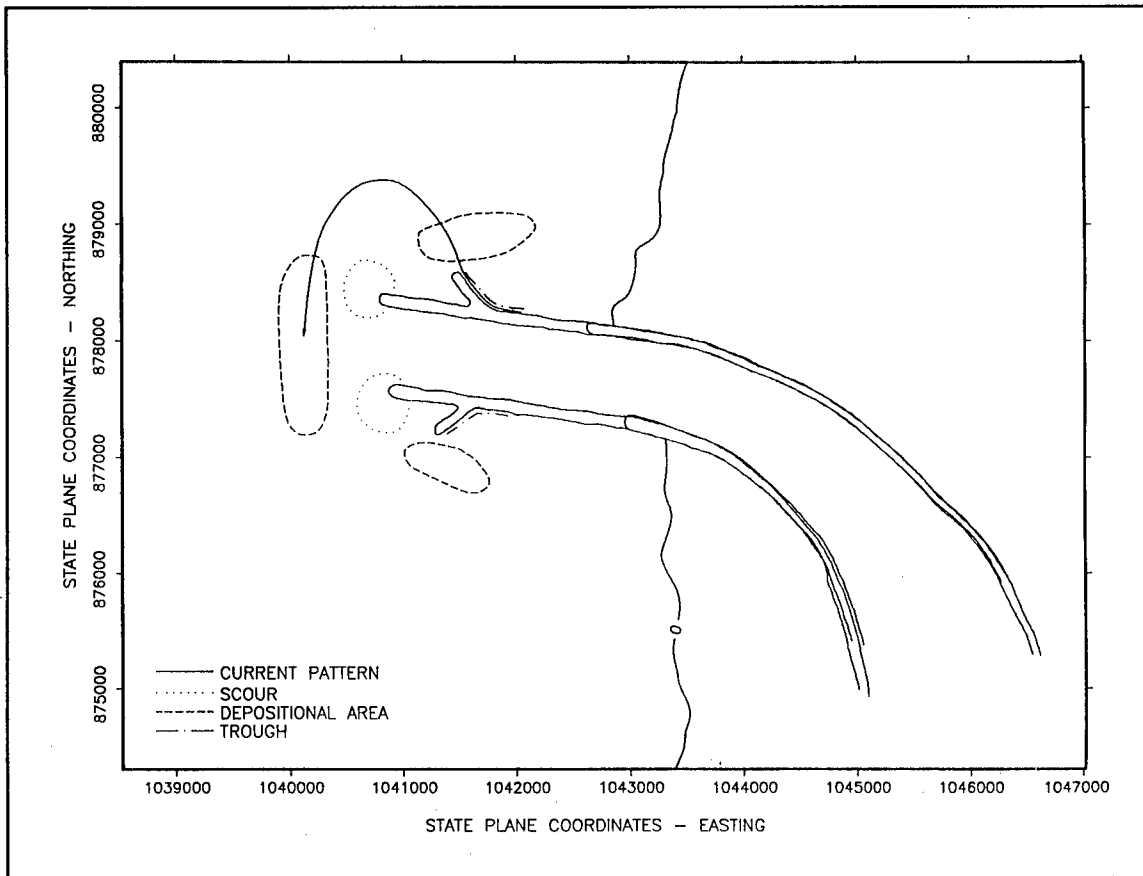 STATE PLANE COORDINATES – NORTHING
880000
879000
878000
877000
876000
875000
0
CURRENT PATTERN
SCOUR
DEPOSITIONAL AREA
TROUGH
1039000 1040000 1041000 1042000 1043000 1044000 1045000 1046000 1047000
STATE PLANE COORDINATES – EASTING